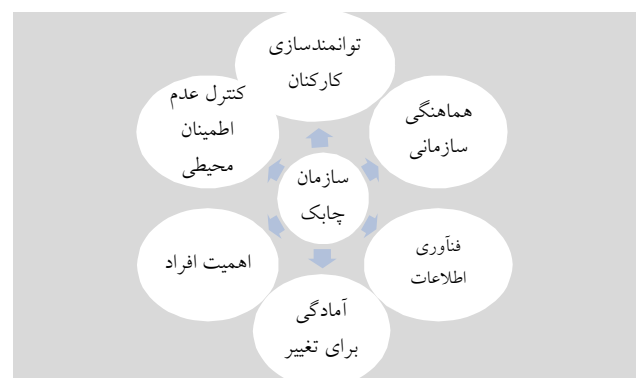 توانمندسازی
کارکنان
هماهنگی
سازمانی
فنآوری
اطلاعات
آمادگی
برای تغییر
اهمیت افراد
کنترل عدم
اطمینان
محیطی
سازمان
چابک